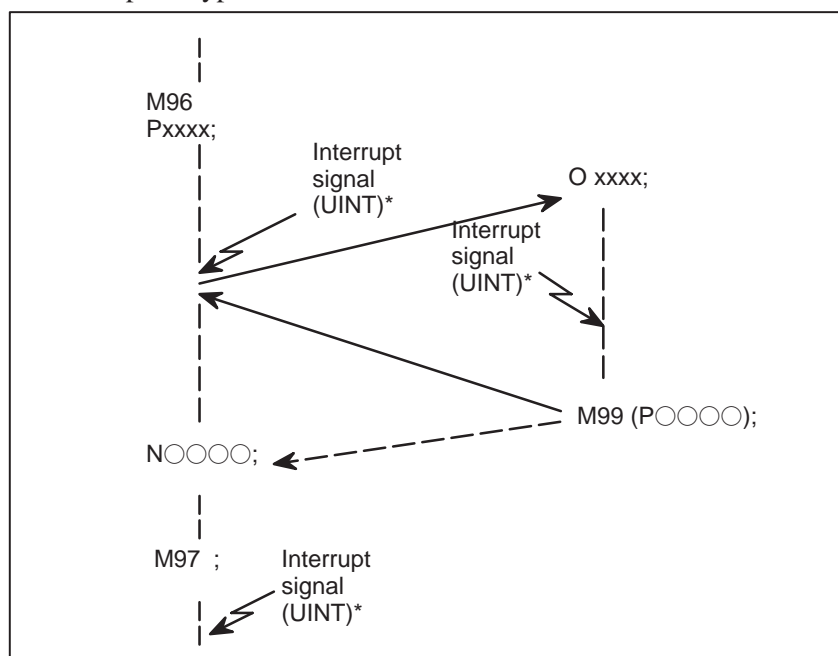 M96
Pxxxx;
Interrupt
signal
(UINT)*
O xxxx;
Interrupt
signal
(UINT)*
M99 (P○○○○);
N○○○○;
M97 ;
Interrupt
signal
(UINT)*